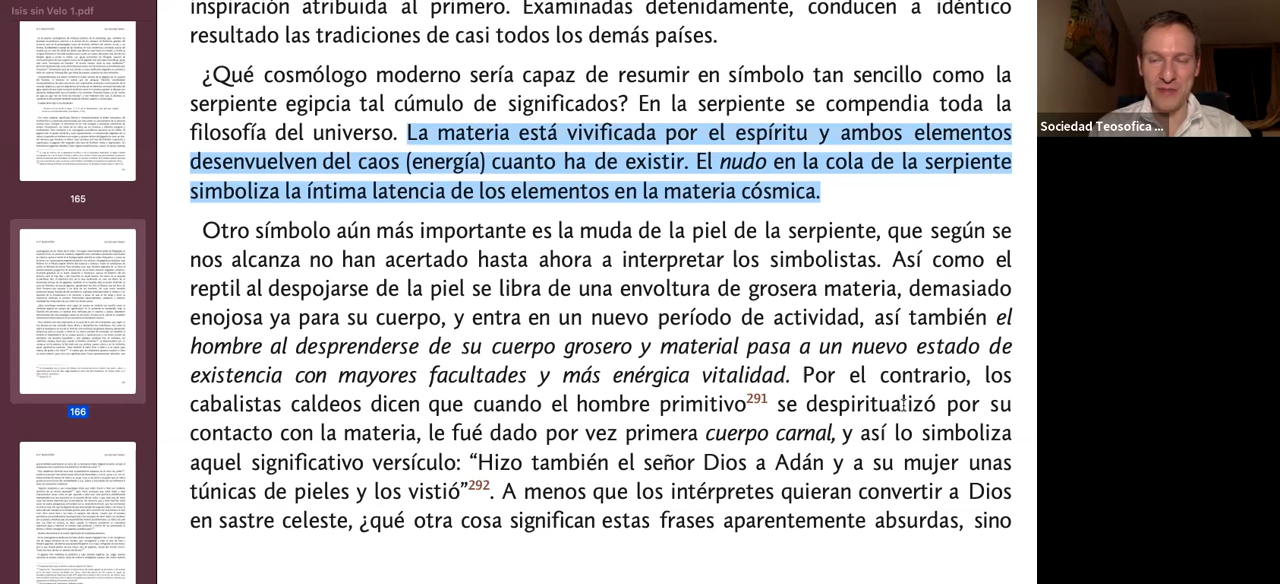 Isis sin Velo 1.pdf
165
166
inspiración atribuida al primero. Examinadas detenidamente, conducen a idéntico
resultado las tradiciones de cada uno de los demás países.
¿Qué cosmólogo moderno será capaz de resumir en símbolo tan sencillo como la
serpiente egipcia tal cúmulo de significados? En la serpiente se compendia toda la
filosofía del universo. La materia está vivificada por el espíritu y ambos elementos
desenvuelven del caos (energía) cuanto ha de existir. El nudo en la cola de la serpiente
simboliza la íntima latencia de los elementos en la materia cósmica.
Otro símbolo aún más importante es la muda de la piel de la serpiente, que según se
nos alcanza no han acertado hasta ahora a interpretar los simbolistas. Así como el
reptil al despojarse de la piel se libra de una envoltura de grosera materia, demasiado
embarazosa ya para su cuerpo y entra en un nuevo período de actividad, así también el
hombre al desprenderse de su cuerpo grosero y material pasa a un nuevo estado de
existencia con mayores facultades y más enérgica vitalidad. Por el contrario, los
cabalistas caldeos dicen que cuando el hombre primitivo291 se despiritualizó por su
contacto con la materia, le fué dado por vez primera cuerpo carnal, y así lo simboliza
aquel significativo versículo: “Hizo también el señor Dios a Adán y a su mujer unas
túnicas de pieles y los vistió”292 A menos que los intérpretes quieran convertir a Dios
en sastre celeste, ¿qué otra cosa significan estas frases aparentemente absurdas, sino
Sociedad Teosofica ...